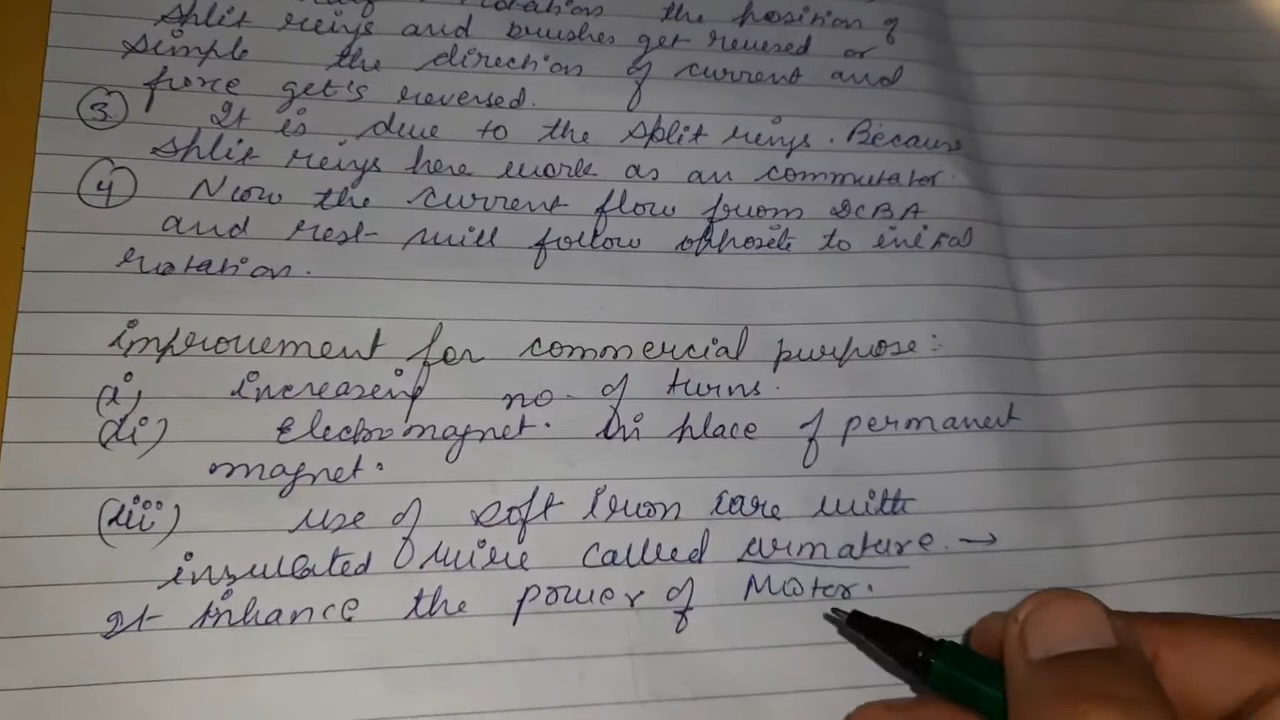 rotation the position of
split rings and brushes get reversed or
simple the direction of current and
force get's reversed.
③ It is due to the split rings. Because
split rings here work as an commutator.
④ Now the current flow from DCBA
and rest will follow opposite to initial
rotation.
improvement for commercial purpose:
(i) increasing no. of turns.
(ii) Electromagnet. In place of permanent
magnet.
(iii) use of soft iron core with
insulated wire called armature. →
It Enhance the power of Motor.